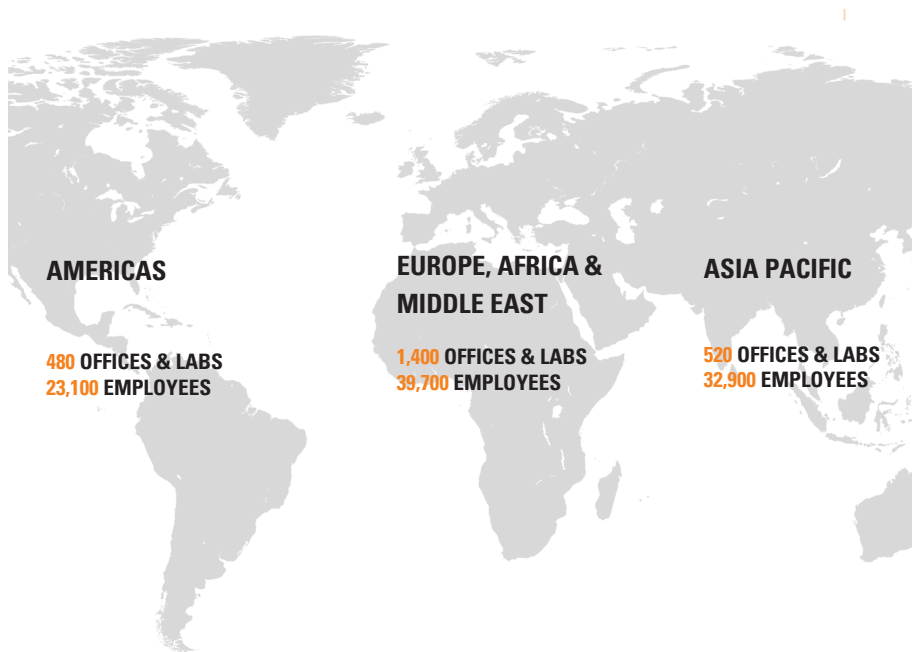 AMERICAS
480 OFFICES & LABS
23,100 EMPLOYEES
EUROPE, AFRICA &
MIDDLE EAST
1,400 OFFICES & LABS
39,700 EMPLOYEES
ASIA PACIFIC
520 OFFICES & LABS
32,900 EMPLOYEES